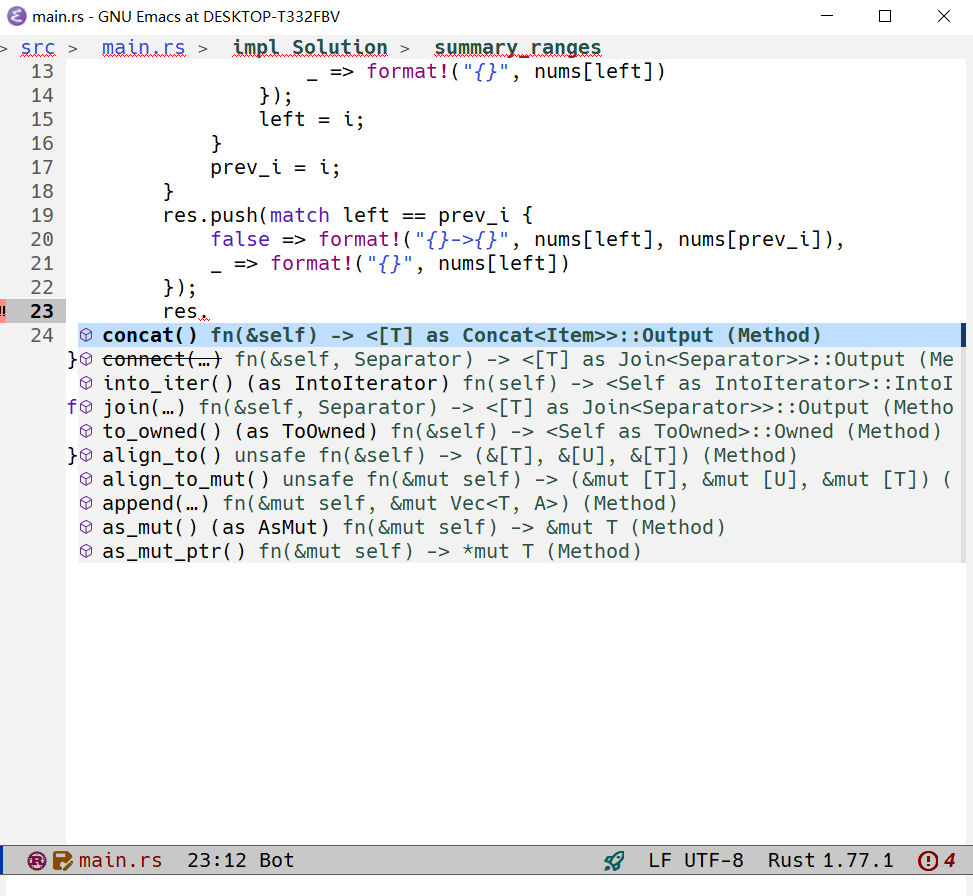 main.rs - GNU Emacs at DESKTOP-T332FBV
> src > main.rs > impl Solution > summary_ranges
13 _ => format!("{}", nums[left])
14 });
15 left = i;
16 }
17 prev_i = i;
18 }
19 res.push(match left == prev_i {
20 false => format!("{}->{}", nums[left], nums[prev_i]),
21 _ => format!("{}", nums[left])
22 });
!! 23 res.
24 concat() fn(&self) -> <[T] as Concat<Item>>::Output (Method)
} connect(…) fn(&self, Separator) -> <[T] as Join<Separator>>::Output (Me
into_iter() (as IntoIterator) fn(self) -> <Self as IntoIterator>::IntoI
f join(…) fn(&self, Separator) -> <[T] as Join<Separator>>::Output (Metho
to_owned() (as ToOwned) fn(&self) -> <Self as ToOwned>::Owned (Method)
} align_to() unsafe fn(&self) -> (&[T], &[U], &[T]) (Method)
align_to_mut() unsafe fn(&mut self) -> (&mut [T], &mut [U], &mut [T]) (
append(…) fn(&mut self, &mut Vec<T, A>) (Method)
as_mut() (as AsMut) fn(&mut self) -> &mut T (Method)
as_mut_ptr() fn(&mut self) -> *mut T (Method)
main.rs 23:12 Bot LF UTF-8 Rust 1.77.1 4